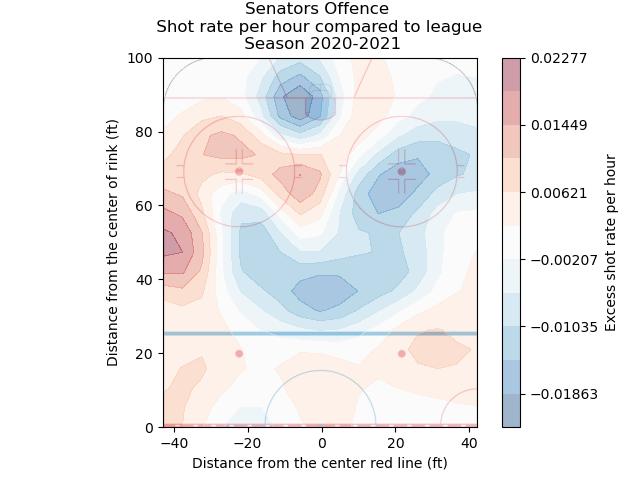 Senators Offence
Shot rate per hour compared to league
Season 2020-2021
100
80
60
40
20
0
Distance from the center of rink (ft)
−40
−20
0
20
40
Distance from the center red line (ft)
0.02277
0.01449
0.00621
−0.00207
−0.01035
−0.01863
Excess shot rate per hour